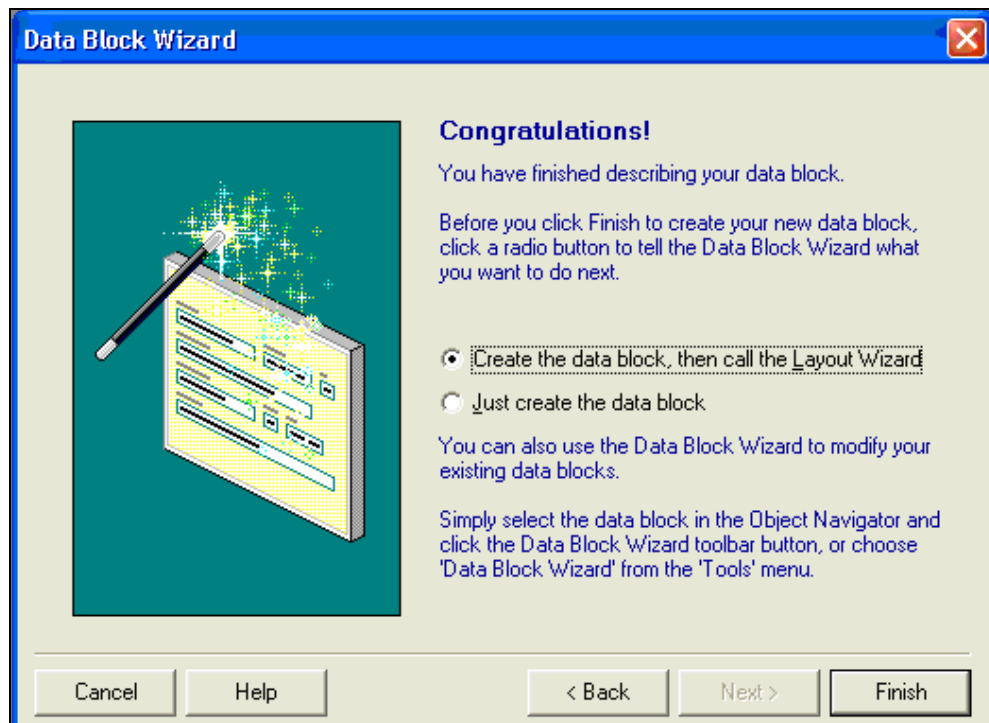 Data Block Wizard
Congratulations!
You have finished describing your data block.
Before you click Finish to create your new data block,
click a radio button to tell the Data Block Wizard what
you want to do next.
Create the data block, then call the Layout Wizard
Just create the data block
You can also use the Data Block Wizard to modify your
existing data blocks.
Simply select the data block in the Object Navigator and
click the Data Block Wizard toolbar button, or choose
'Data Block Wizard' from the 'Tools' menu.
Cancel
Help
< Back
Next >
Finish